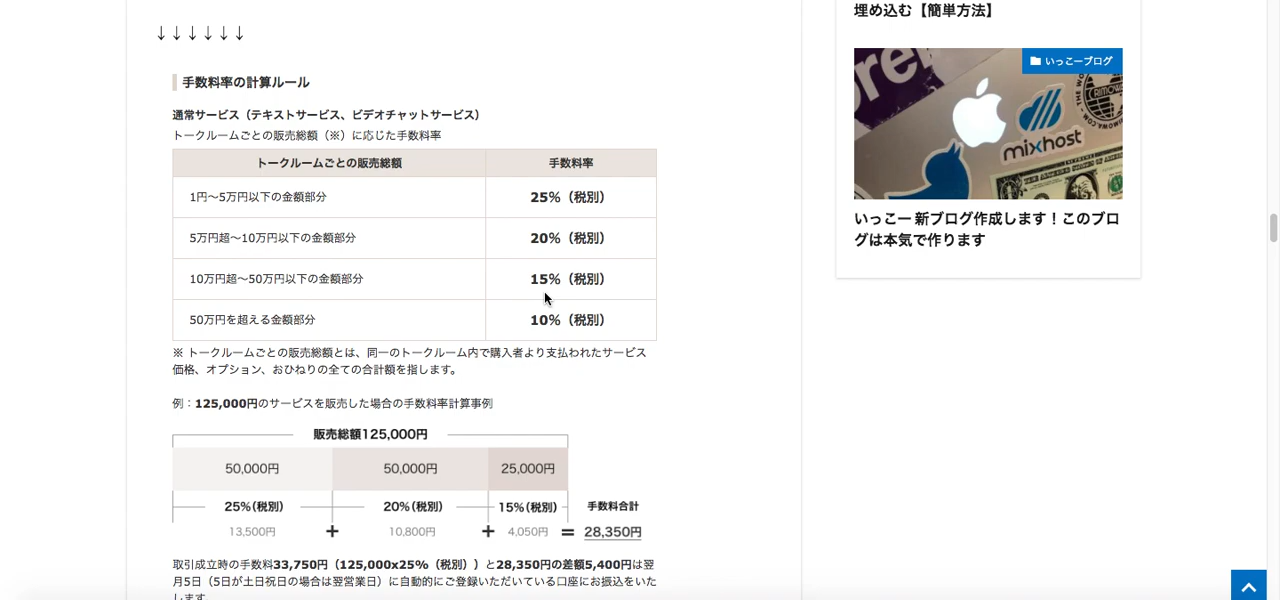 ↓↓↓↓↓↓
手数料率の計算ルール
通常サービス（テキストサービス、ビデオチャットサービス）
トークルームごとの販売総額（※）に応じた手数料率
トークルームごとの販売総額 手数料率
1円〜5万円以下の金額部分 25%（税別）
5万円超〜10万円以下の金額部分 20%（税別）
10万円超〜50万円以下の金額部分 15%（税別）
50万円を超える金額部分 10%（税別）
※ トークルームごとの販売総額とは、同一のトークルーム内で購入者より支払われたサービス
価格、オプション、おひねりの全ての合計額を指します。
例：125,000円のサービスを販売した場合の手数料率計算事例
販売総額125,000円
50,000円 50,000円 25,000円
25%(税別) 20%(税別) 15%(税別) 手数料合計
13,500円 + 10,800円 + 4,050円 = 28,350円
取引成立時の手数料33,750円（125,000x25%（税別））と28,350円の差額5,400円は翌
月5日（5日が土日祝日の場合は翌営業日）に自動的にご登録いただいている口座にお振込をいた
します。
埋め込む【簡単方法】
いっこーブログ
mixhost
RIMOWA
いっこー 新ブログ作成します！このブロ
グは本気で作ります